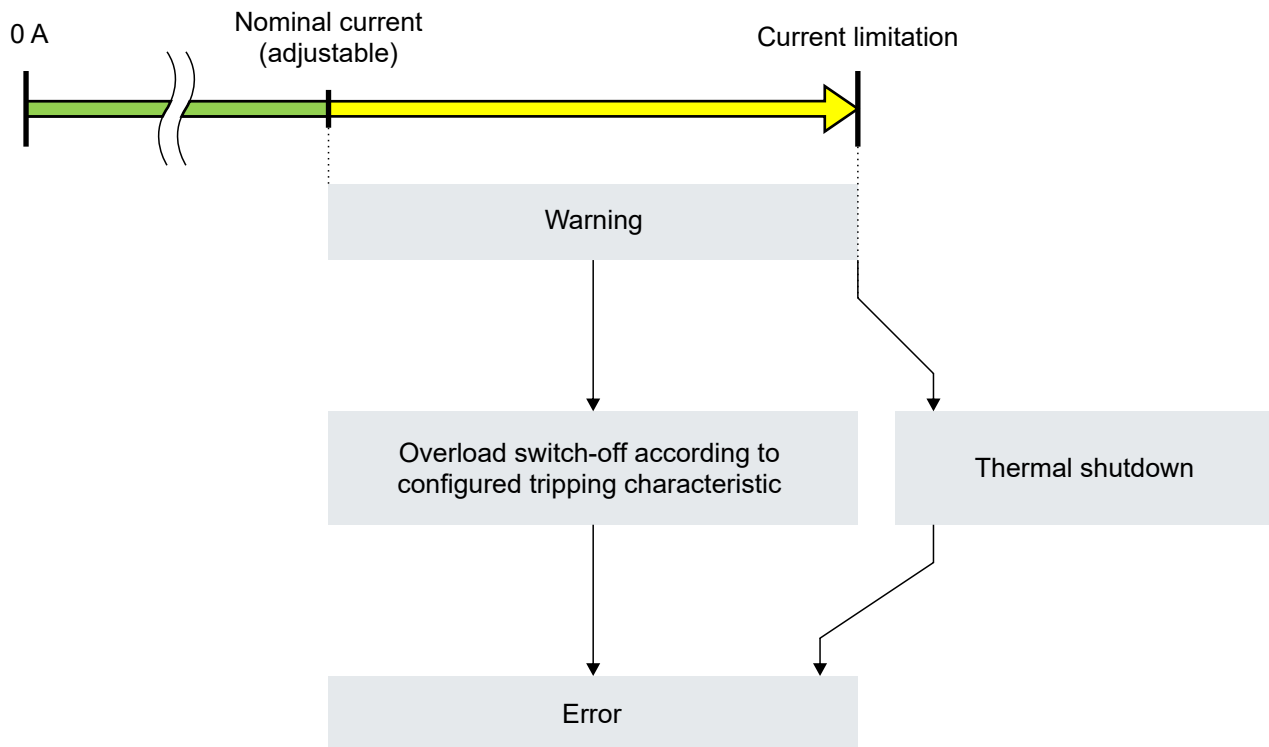 0 A
Nominal current
(adjustable)
Current limitation
Warning
Overload switch-off according to
configured tripping characteristic
Thermal shutdown
Error